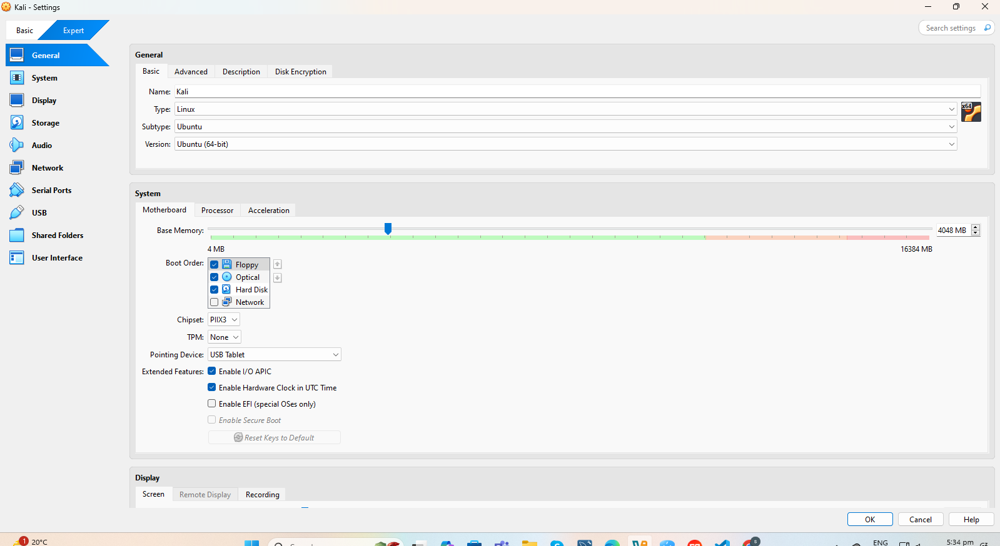 Kali - Settings
Basic
Expert
Search settings
General
System
Display
Storage
Audio
Network
Serial Ports
USB
Shared Folders
User Interface
General
Basic
Advanced
Description
Disk Encryption
Name: Kali
Type: Linux
x64
Subtype: Ubuntu
Version: Ubuntu (64-bit)
System
Motherboard
Processor
Acceleration
Base Memory:
4048 MB
4 MB
16384 MB
Boot Order:
Floppy
Optical
Hard Disk
Network
Chipset: PIIX3
TPM: None
Pointing Device: USB Tablet
Extended Features: Enable I/O APIC
Enable Hardware Clock in UTC Time
Enable EFI (special OSes only)
Enable Secure Boot
Reset Keys to Default
Display
Screen
Remote Display
Recording
OK
Cancel
Help
1
20°C
ENG
5:34 pm